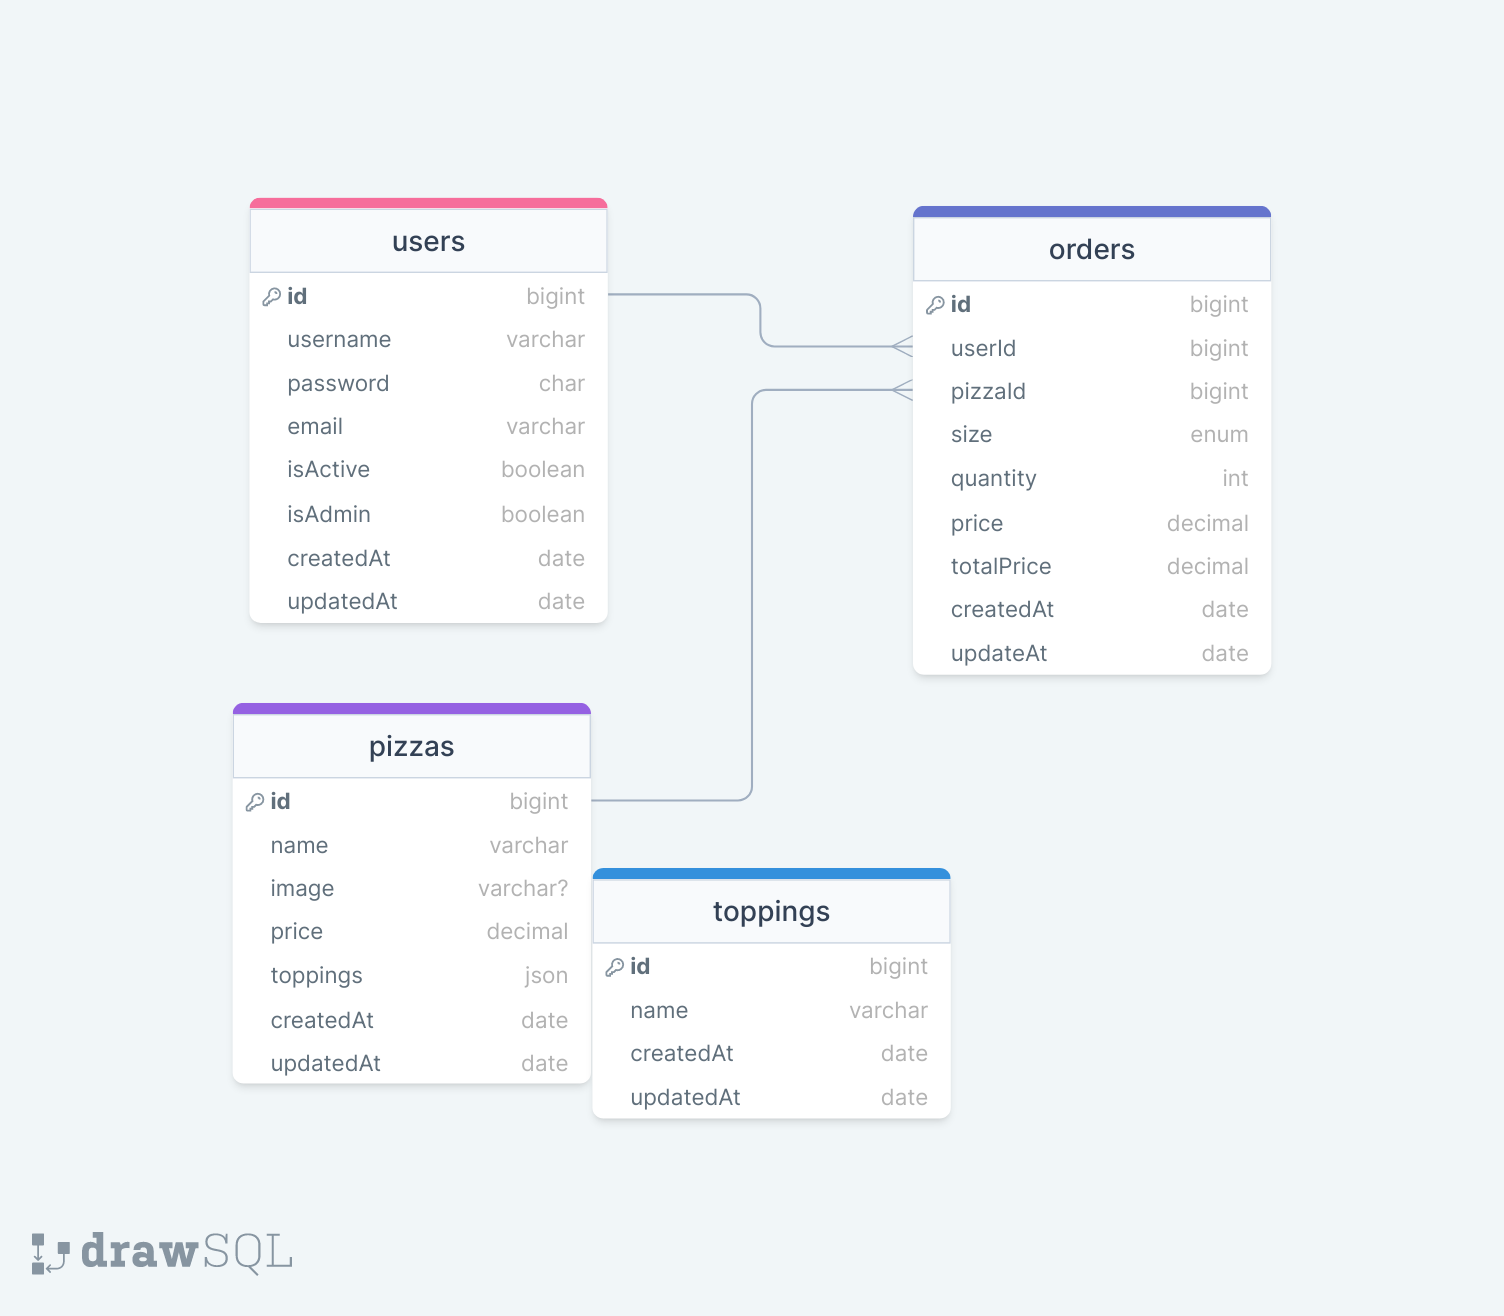 users
id bigint
username varchar
password char
email varchar
isActive boolean
isAdmin boolean
createdAt date
updatedAt date
orders
id bigint
userId bigint
pizzaId bigint
size enum
quantity int
price decimal
totalPrice decimal
createdAt date
updateAt date
pizzas
id bigint
name varchar
image varchar?
price decimal
toppings json
createdAt date
updatedAt date
toppings
id bigint
name varchar
createdAt date
updatedAt date
drawSQL